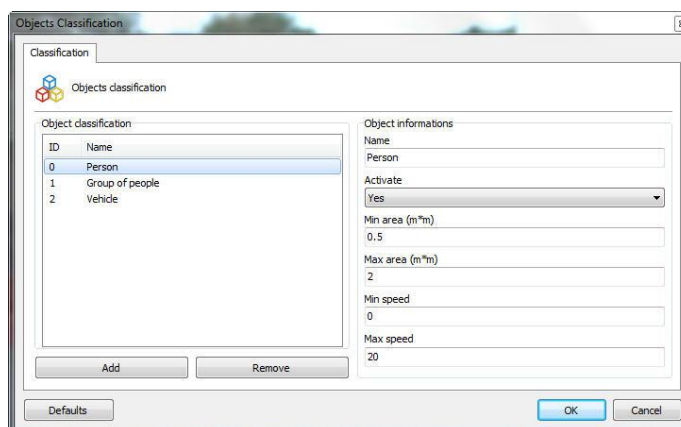 Objects Classification
Classification
Objects classification
Object classification
ID Name
0 Person
1 Group of people
2 Vehicle
Add Remove
Object informations
Name
Person
Activate
Yes
Min area (m*m)
0.5
Max area (m*m)
2
Min speed
0
Max speed
20
Defaults OK Cancel